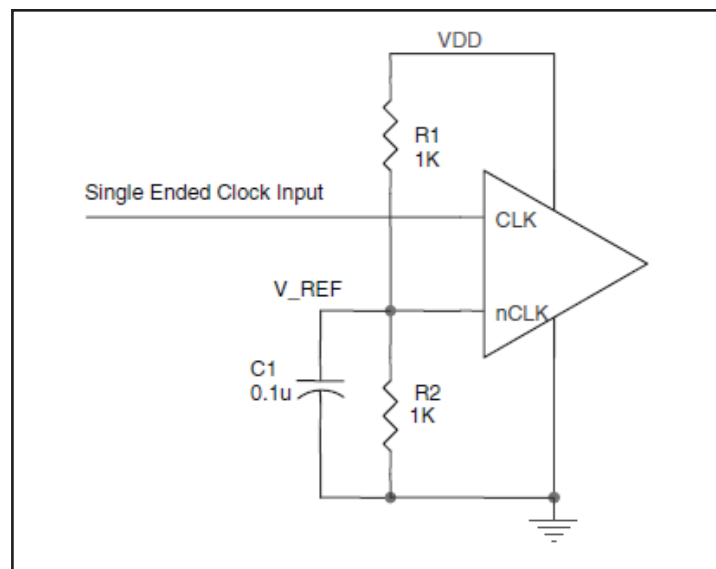 VDD
R1
1K
Single Ended Clock Input
CLK
V_REF
nCLK
C1
0.1u
R2
1K